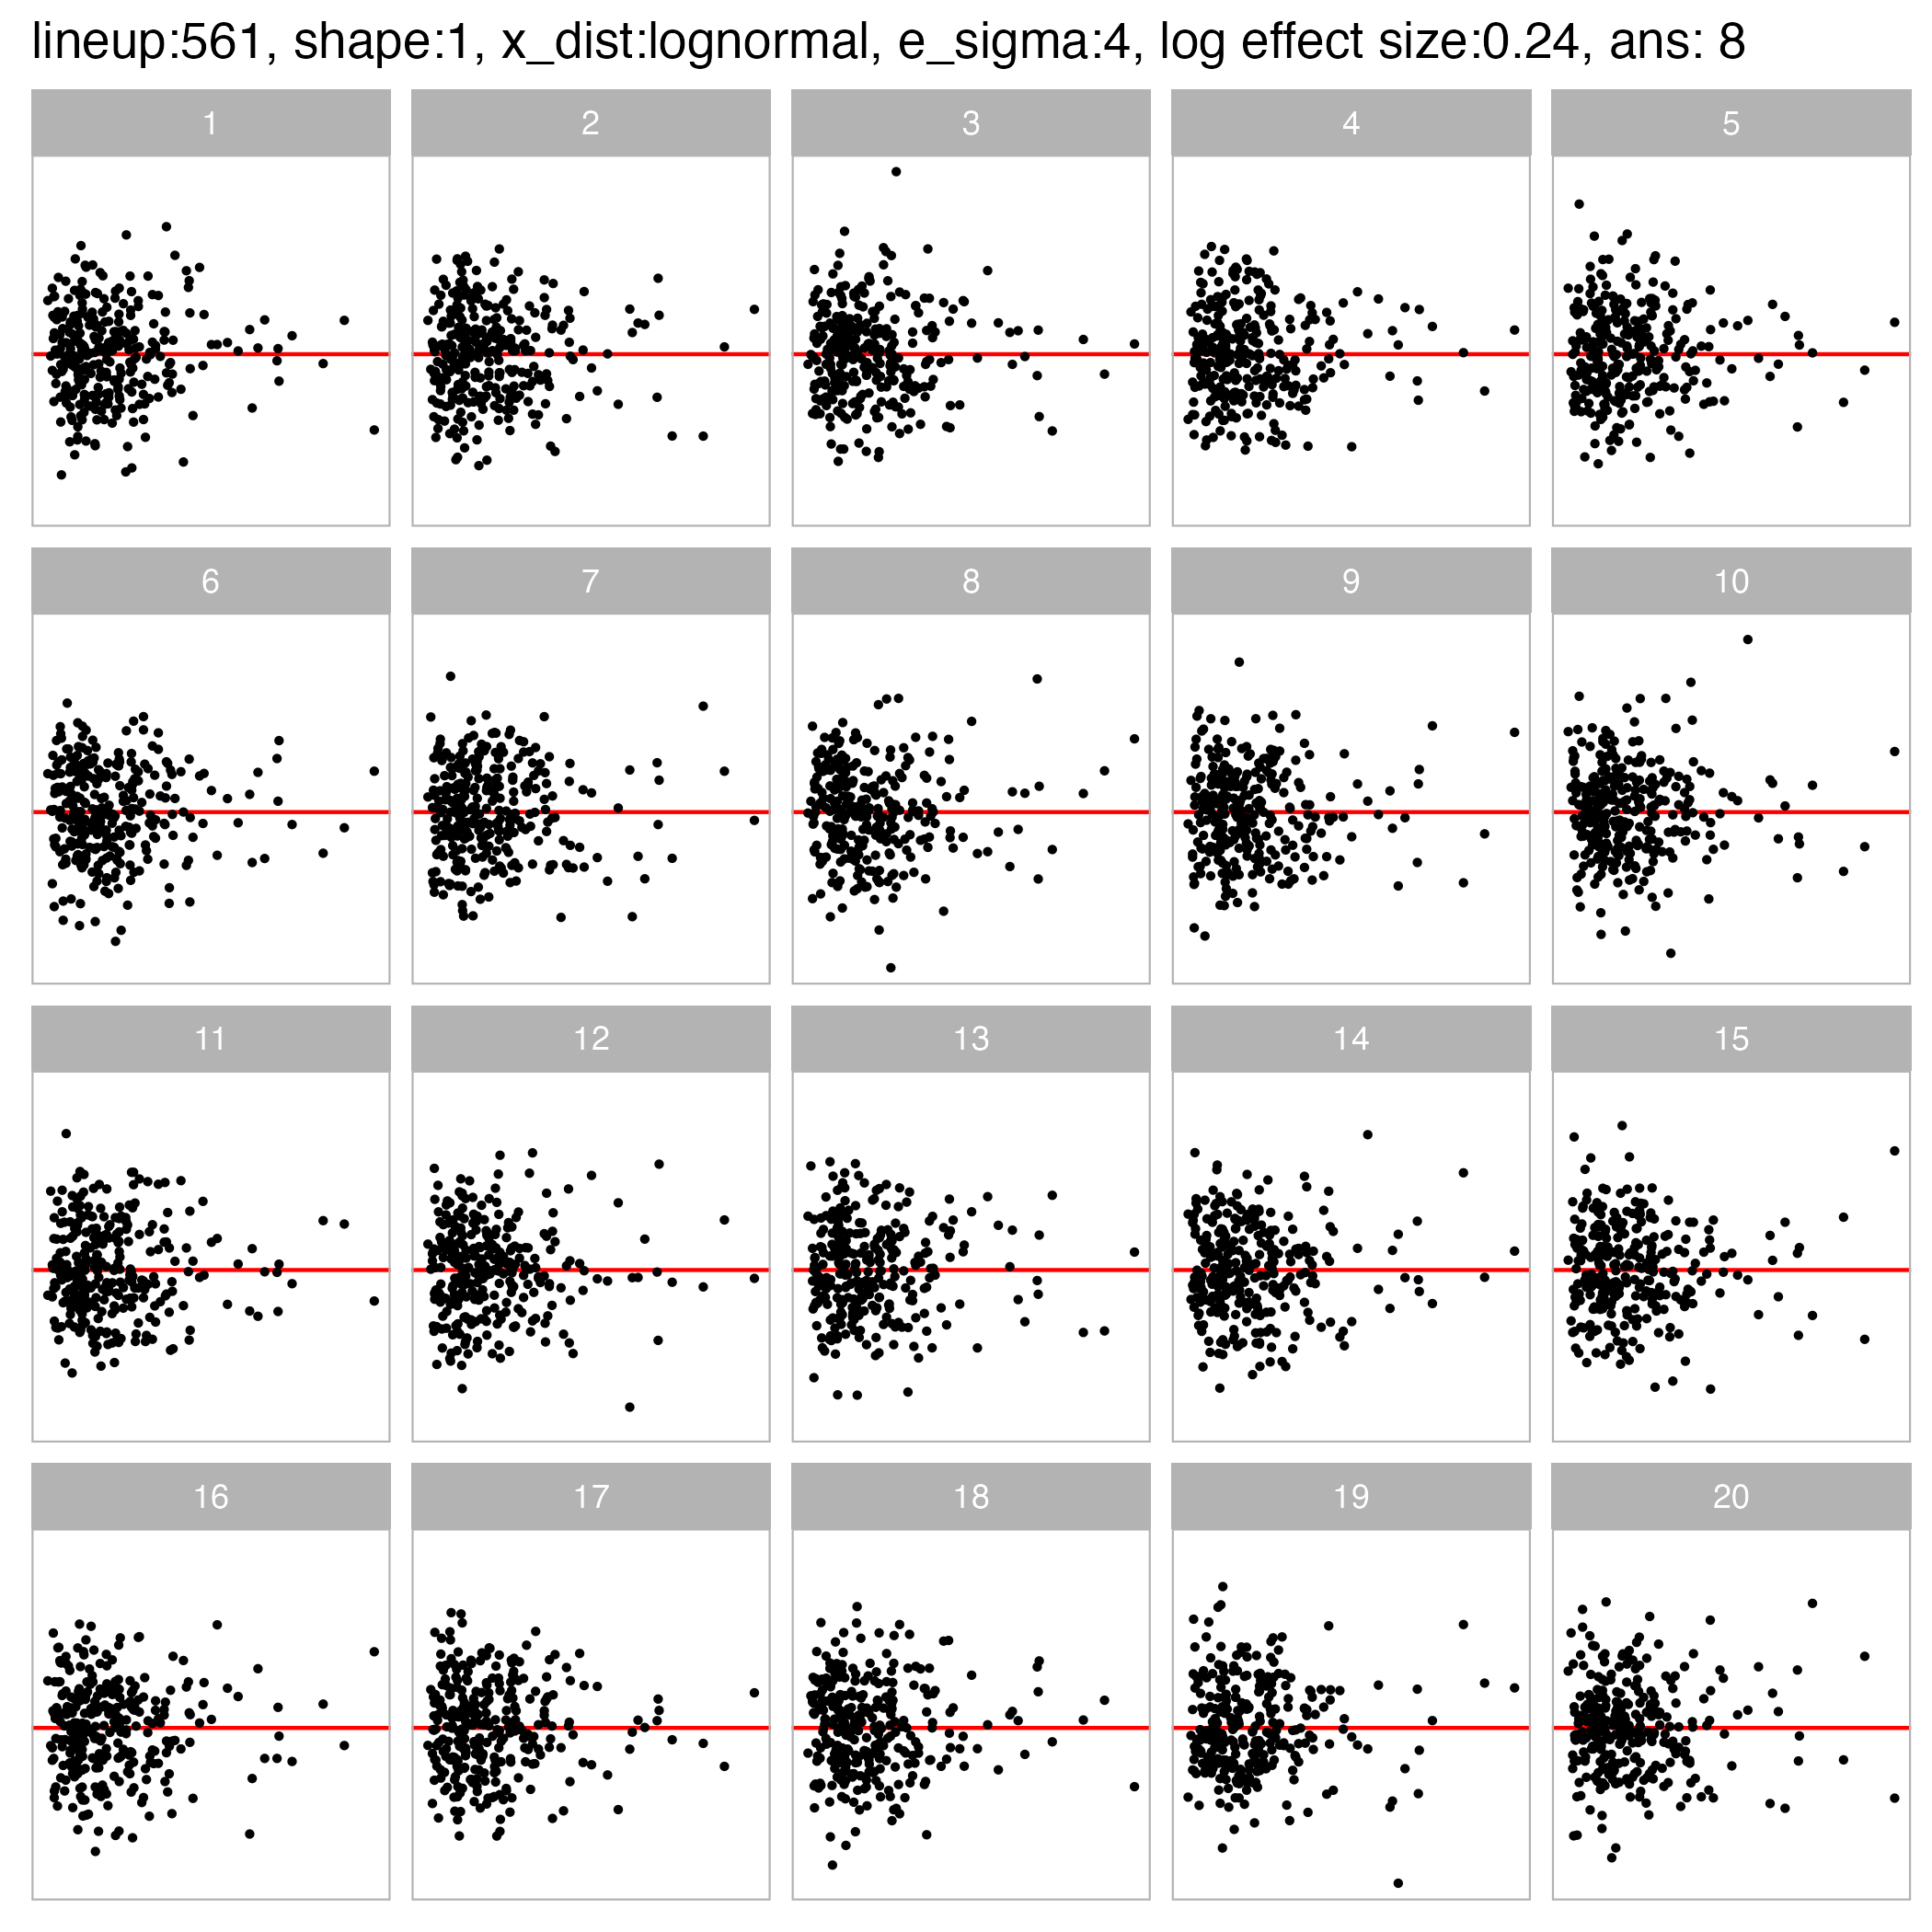 lineup:561, shape:1, x_dist:lognormal, e_sigma:4, log effect size:0.24, ans: 8
1 2 3 4 5
6 7 8 9 10
11 12 13 14 15
16 17 18 19 20